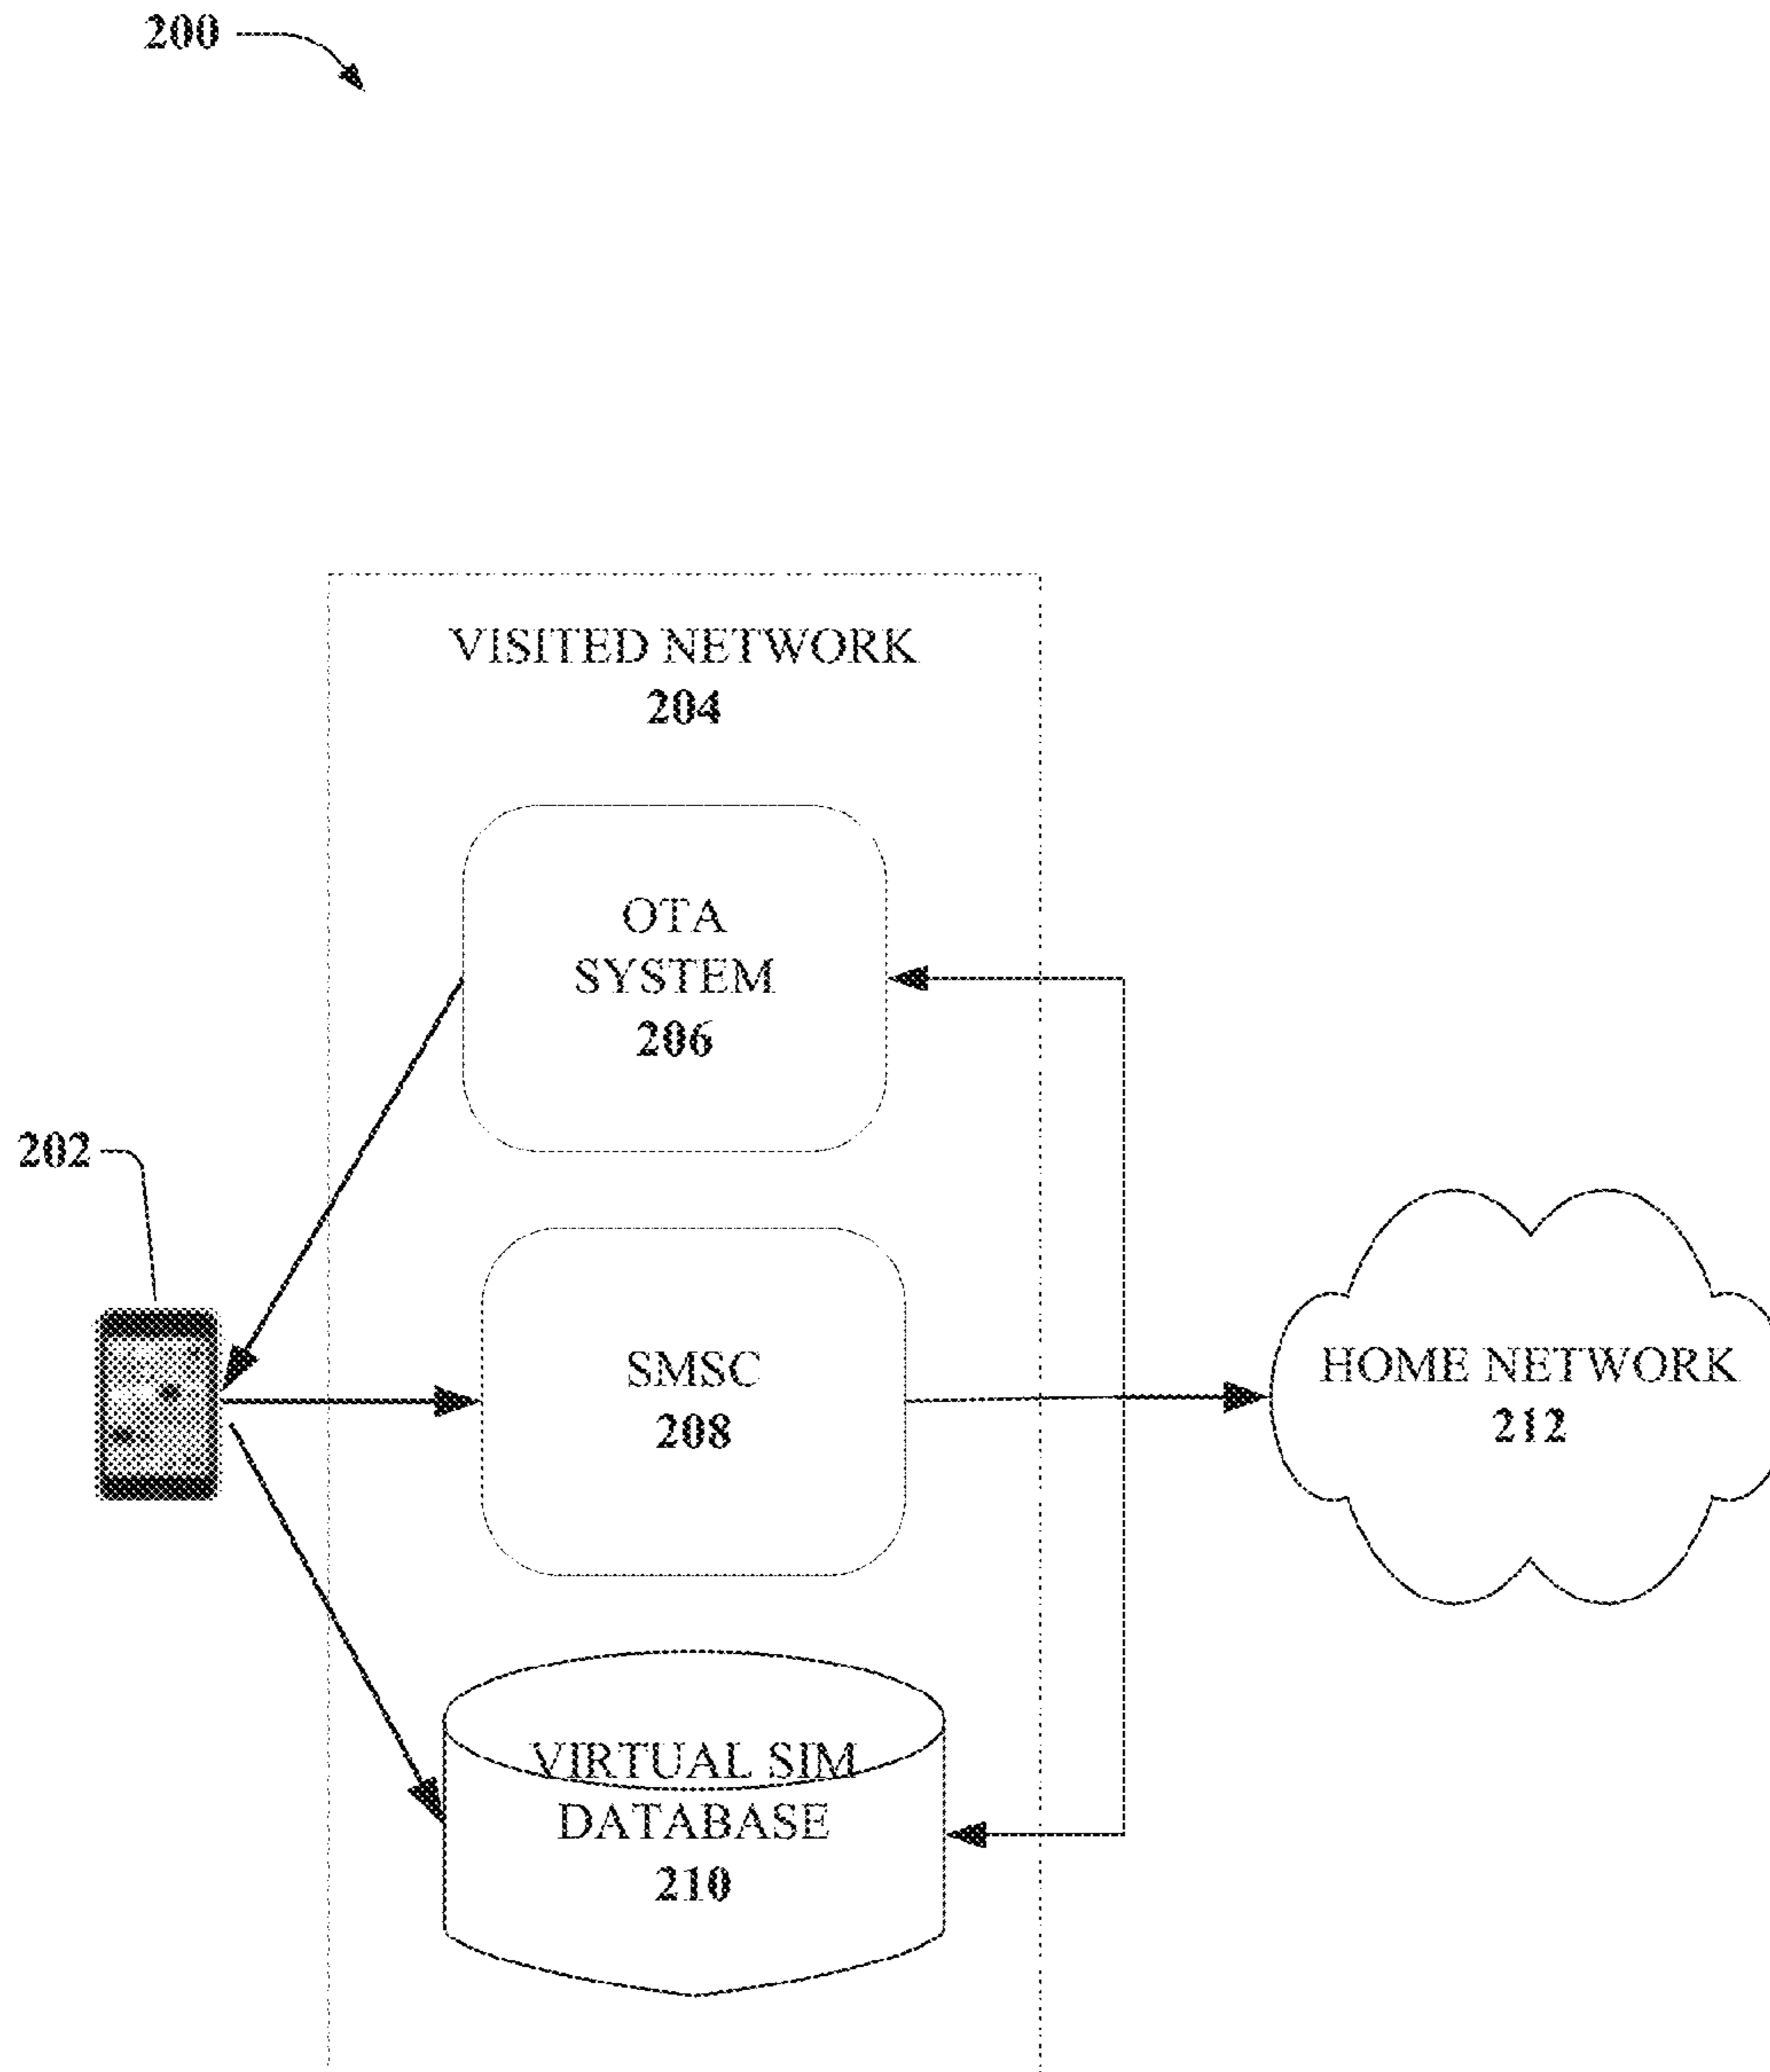 200
VISITED NETWORK
204
OTA
SYSTEM
206
202
SMSC
208
HOME NETWORK
212
VIRTUAL SIM
DATABASE
210